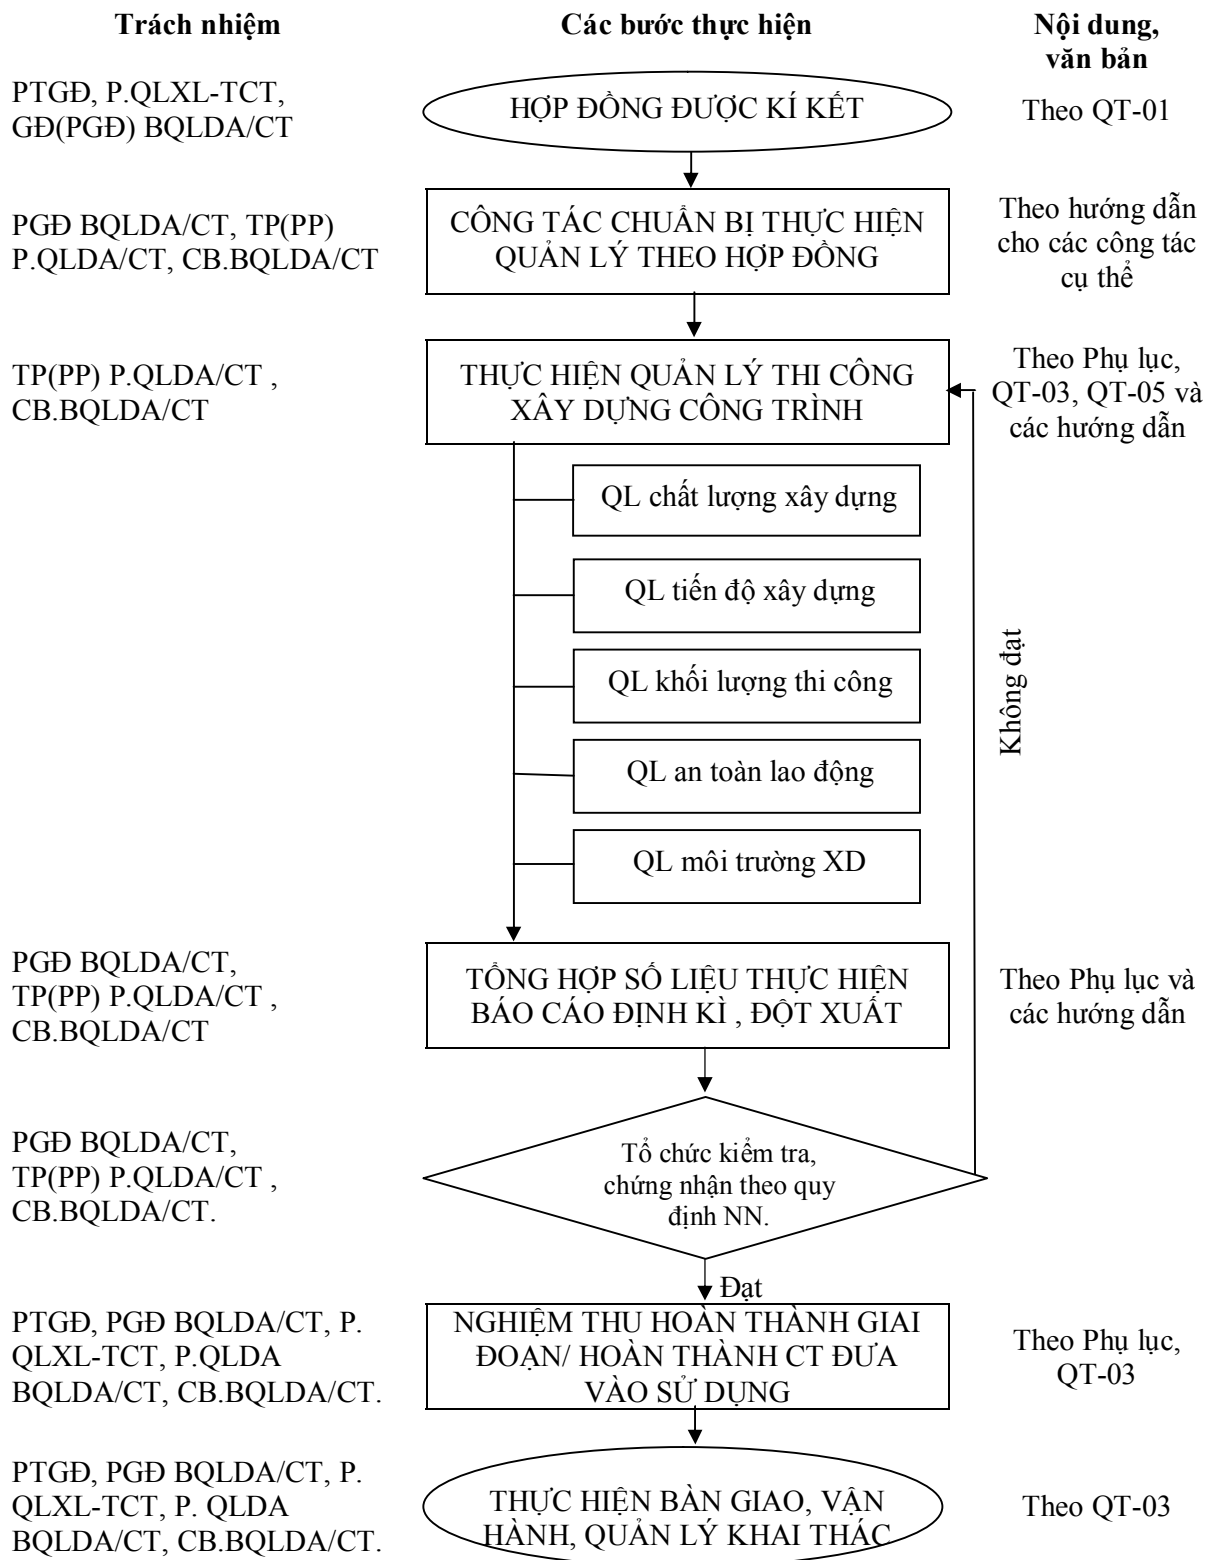 Trách nhiệm
Các bước thực hiện
Nội dung,
văn bản
PTGĐ, P.QLXL-TCT,
GĐ(PGĐ) BQLDA/CT
HỢP ĐỒNG ĐƯỢC KÍ KẾT
Theo QT-01
PGĐ BQLDA/CT, TP(PP)
P.QLDA/CT, CB.BQLDA/CT
CÔNG TÁC CHUẨN BỊ THỰC HIỆN
QUẢN LÝ THEO HỢP ĐỒNG
Theo hướng dẫn
cho các công tác
cụ thể
TP(PP) P.QLDA/CT ,
CB.BQLDA/CT
THỰC HIỆN QUẢN LÝ THI CÔNG
XÂY DỰNG CÔNG TRÌNH
Theo Phụ lục,
QT-03, QT-05 và
các hướng dẫn
QL chất lượng xây dựng
QL tiến độ xây dựng
QL khối lượng thi công
QL an toàn lao động
QL môi trường XD
Không đạt
PGĐ BQLDA/CT,
TP(PP) P.QLDA/CT ,
CB.BQLDA/CT
TỔNG HỢP SỐ LIỆU THỰC HIỆN
BÁO CÁO ĐỊNH KÌ , ĐỘT XUẤT
Theo Phụ lục và
các hướng dẫn
PGĐ BQLDA/CT,
TP(PP) P.QLDA/CT ,
CB.BQLDA/CT.
Tổ chức kiểm tra,
chứng nhận theo quy
định NN.
Đạt
PTGĐ, PGĐ BQLDA/CT, P.
QLXL-TCT, P.QLDA
BQLDA/CT, CB.BQLDA/CT.
NGHIỆM THU HOÀN THÀNH GIAI
ĐOẠN/ HOÀN THÀNH CT ĐƯA
VÀO SỬ DỤNG
Theo Phụ lục,
QT-03
PTGĐ, PGĐ BQLDA/CT, P.
QLXL-TCT, P. QLDA
BQLDA/CT, CB.BQLDA/CT.
THỰC HIỆN BÀN GIAO, VẬN
HÀNH, QUẢN LÝ KHAI THÁC
Theo QT-03